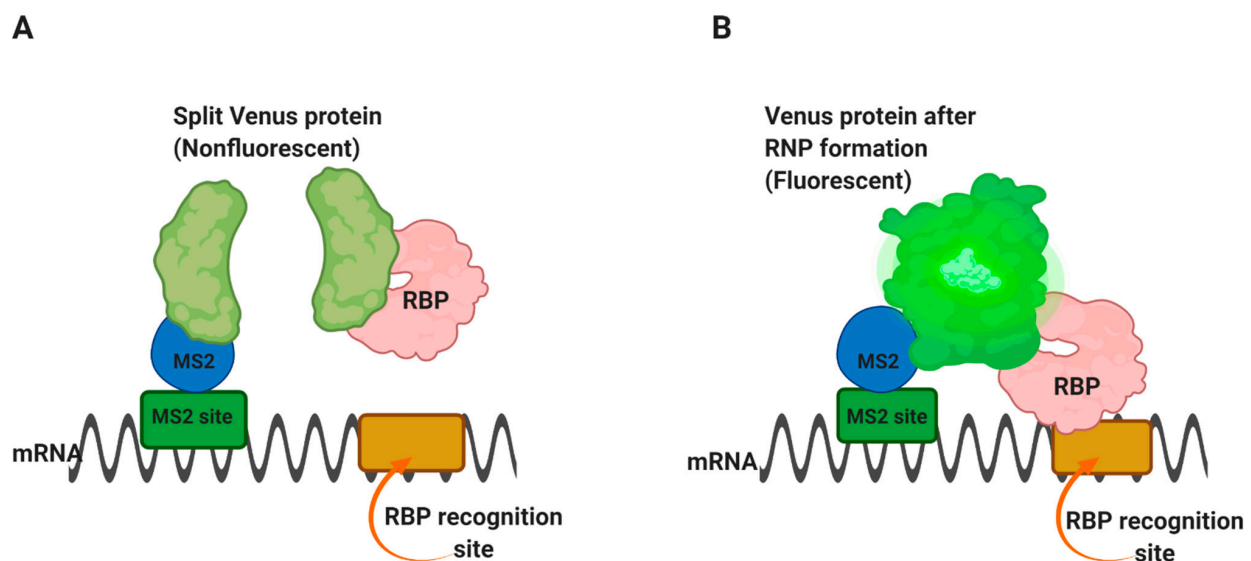 A
Split Venus protein
(Nonfluorescent)
RBP
MS2
MS2 site
mRNA
RBP recognition
site
B
Venus protein after
RNP formation
(Fluorescent)
MS2
RBP
MS2 site
mRNA
RBP recognition
site